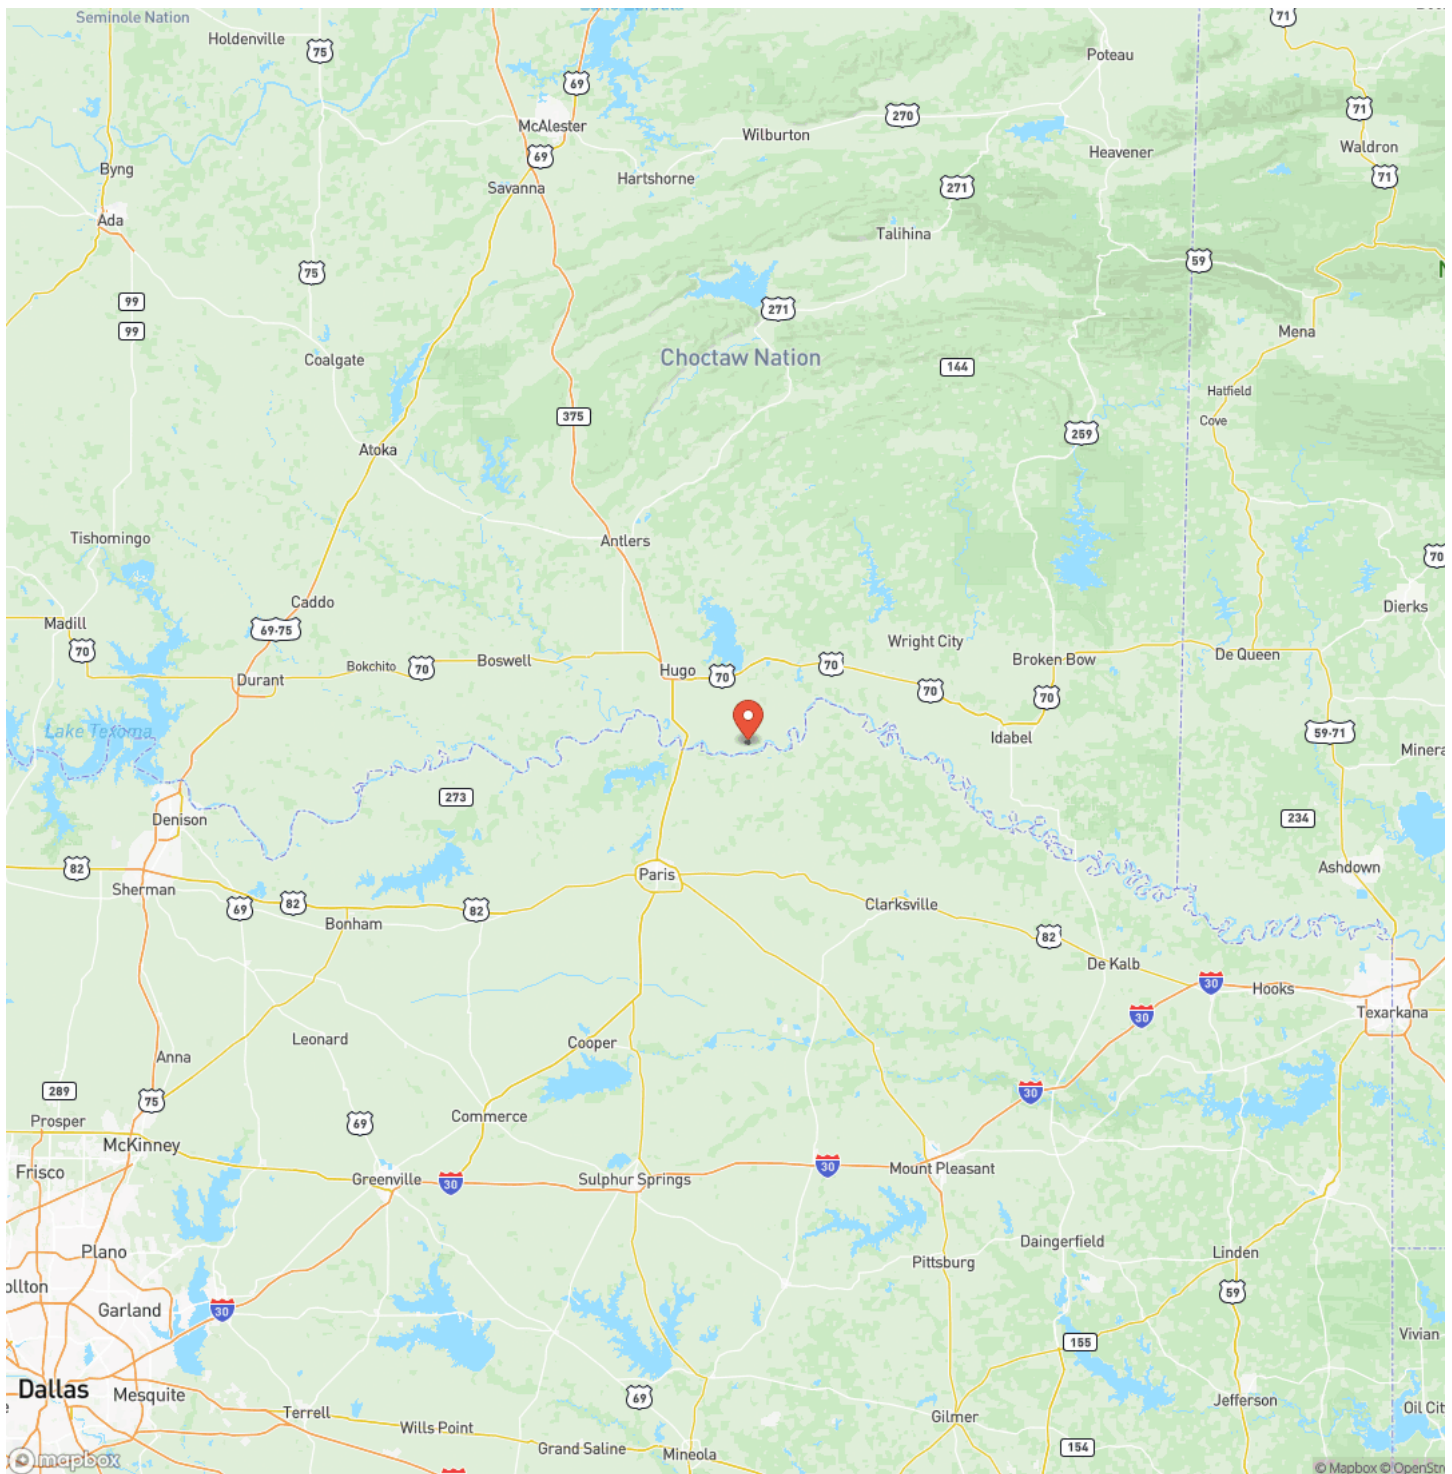 Seminole Nation
71
Holdenville
75
69
Poteau
71
270
McAlester
Wilburton
Waldron
69
Heavener
Byng
Hartshorne
71
Savanna
271
Ada
Talihina
59
75
99
271
99
Mena
Coalgate
Choctaw Nation
144
Hatfield
375
Cove
259
Atoka
Tishomingo
Antlers
70
Caddo
Dierks
Madill
69-75
Wright City
70
Bokchito
70
Boswell
Hugo
70
70
Broken Bow
De Queen
Durant
70
70
Lake Texoma
Idabel
59-71
Minera
273
Denison
234
82
Paris
Ashdown
Sherman
69
82
82
Clarksville
Bonham
82
De Kalb
30
Hooks
30
Texarkana
Leonard
Cooper
Anna
289
75
30
Prosper
69
Commerce
McKinney
30
Mount Pleasant
Frisco
Greenville
30
Sulphur Springs
Daingerfield
Plano
Linden
Pittsburg
ollton
59
Garland
30
155
Vivian
Dallas
Mesquite
69
Jefferson
Oil Cit
Terrell
Gilmer
Wills Point
Grand Saline
154
Mineola
mapbox
© Mapbox © OpenStre